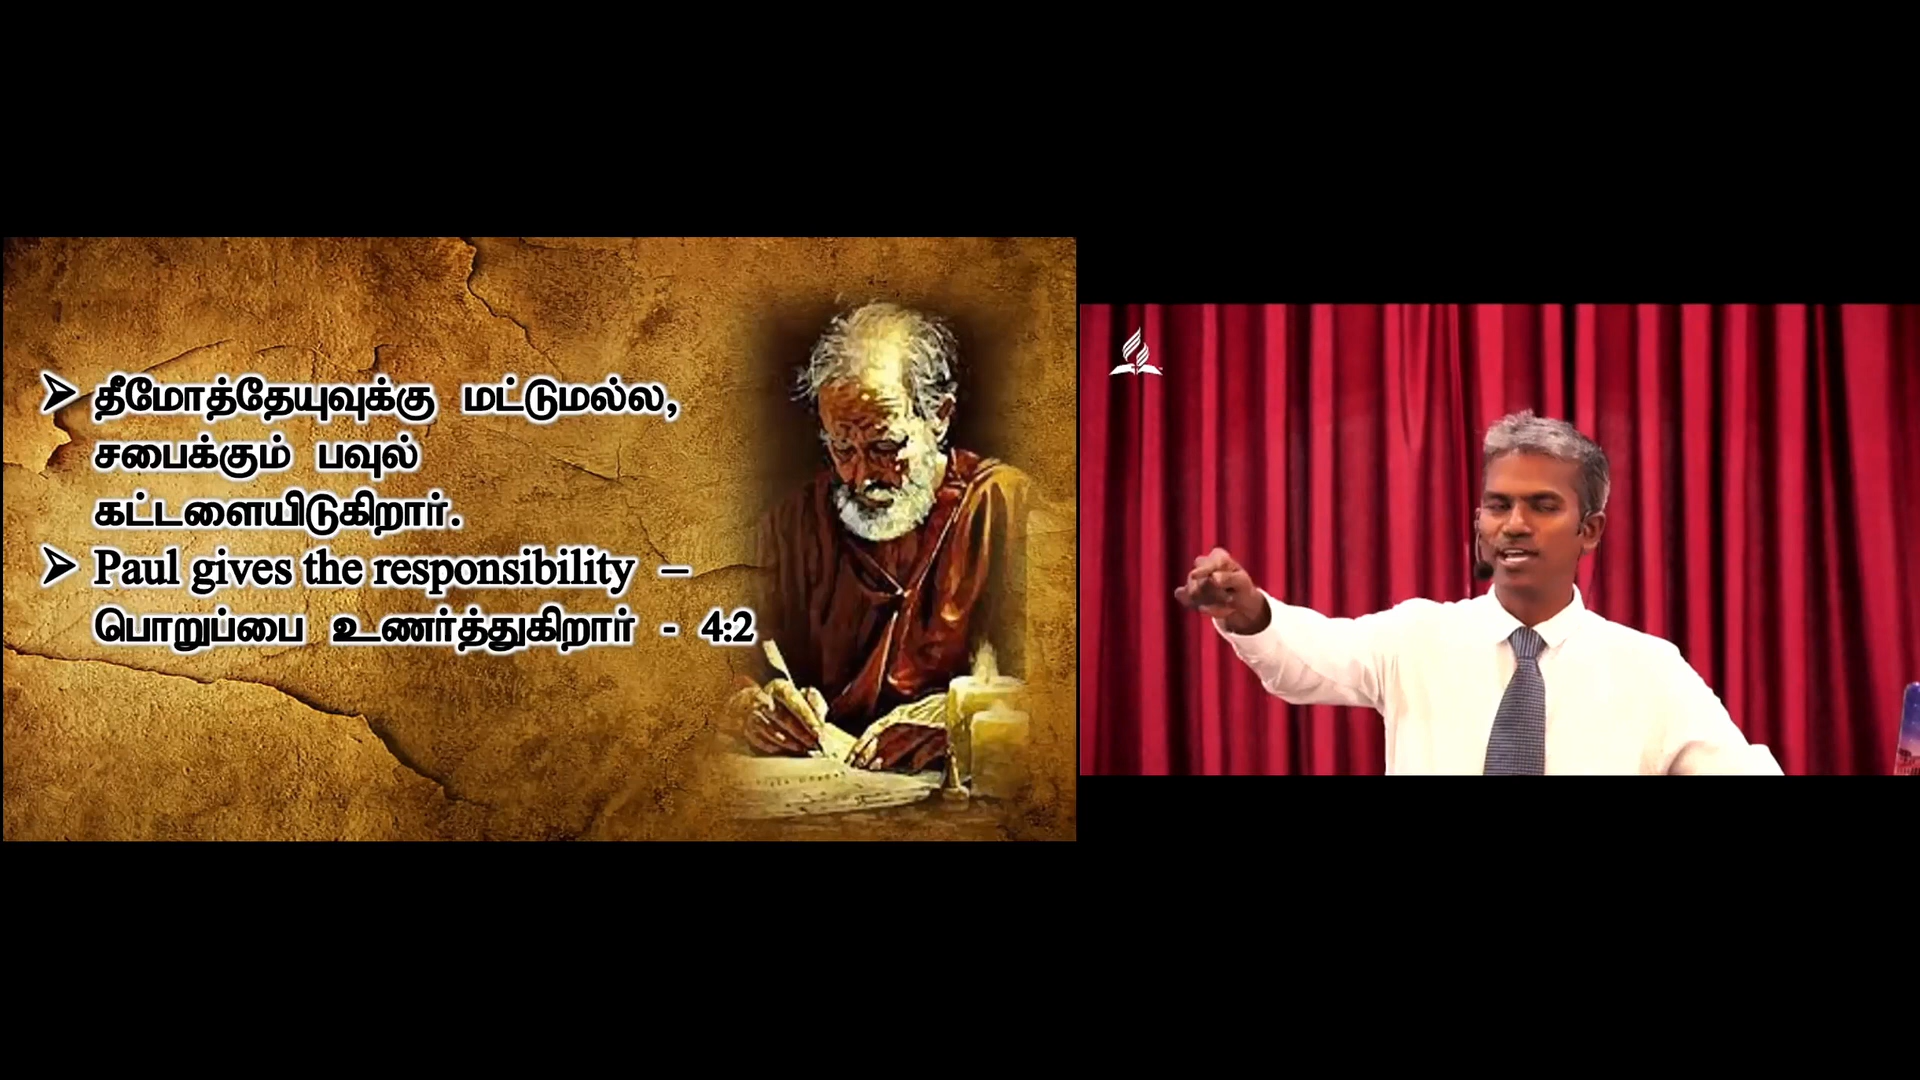 ➢ தீமோத்தேயுவுக்கு மட்டுமல்ல,
சபைக்கும் பவுல்
கட்டளையிடுகிறார்.
➢ Paul gives the responsibility –
பொறுப்பை உணர்த்துகிறார் - 4:2